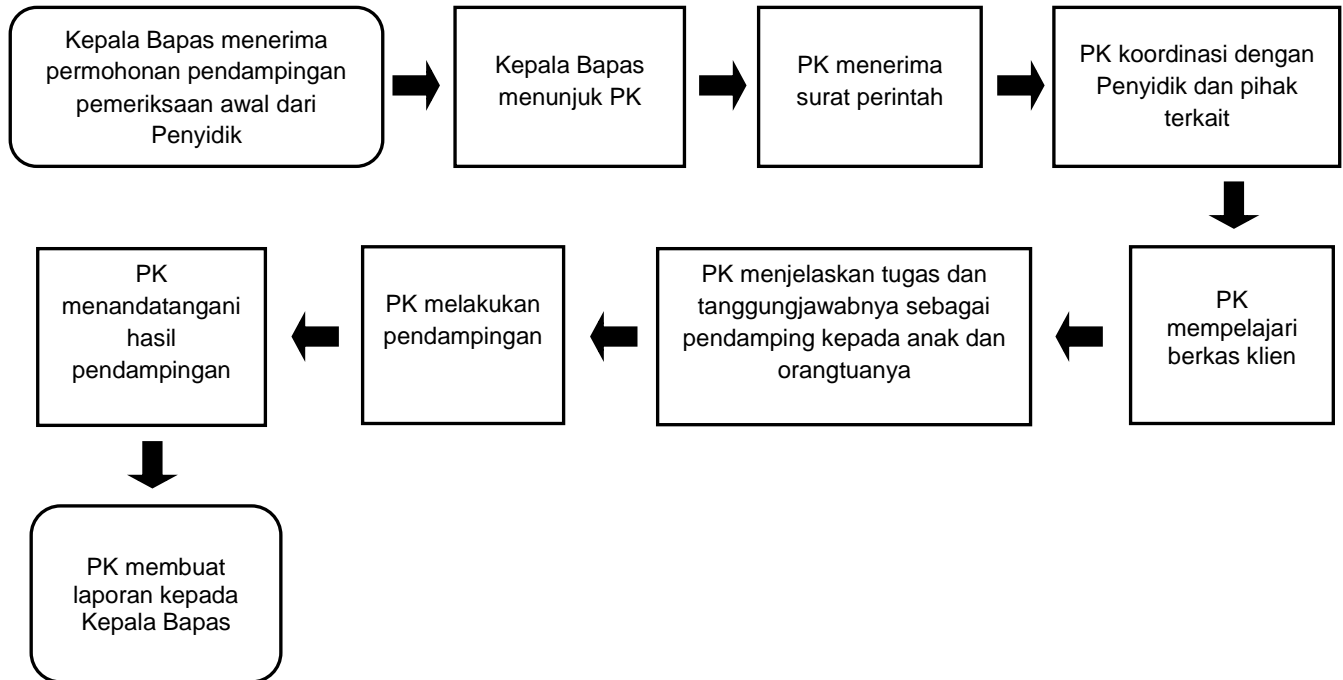 Kepala Bapas menerima
permohonan pendampingan
pemeriksaan awal dari
Penyidik
Kepala Bapas
menunjuk PK
PK menerima
surat perintah
PK koordinasi dengan
Penyidik dan pihak
terkait
PK
mempelajari
berkas klien
PK menjelaskan tugas dan
tanggungjawabnya sebagai
pendamping kepada anak dan
orangtuanya
PK melakukan
pendampingan
PK
menandatangani
hasil
pendampingan
PK membuat
laporan kepada
Kepala Bapas